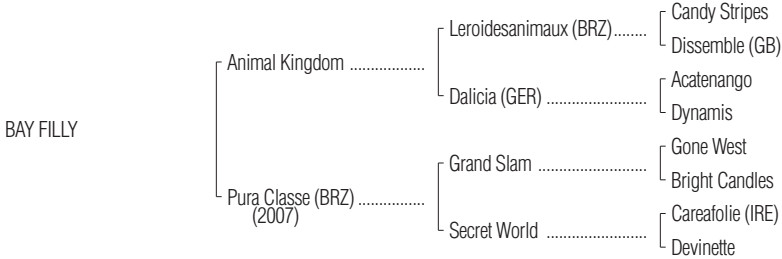 Candy Stripes
Leroidesanimaux (BRZ)........
Dissemble (GB)
Animal Kingdom ..................
Acatenango
Dalicia (GER) ........................
Dynamis
BAY FILLY
Gone West
Grand Slam ..........................
Bright Candles
Pura Classe (BRZ) ................
(2007)
Careafolie (IRE)
Secret World ........................
Devinette